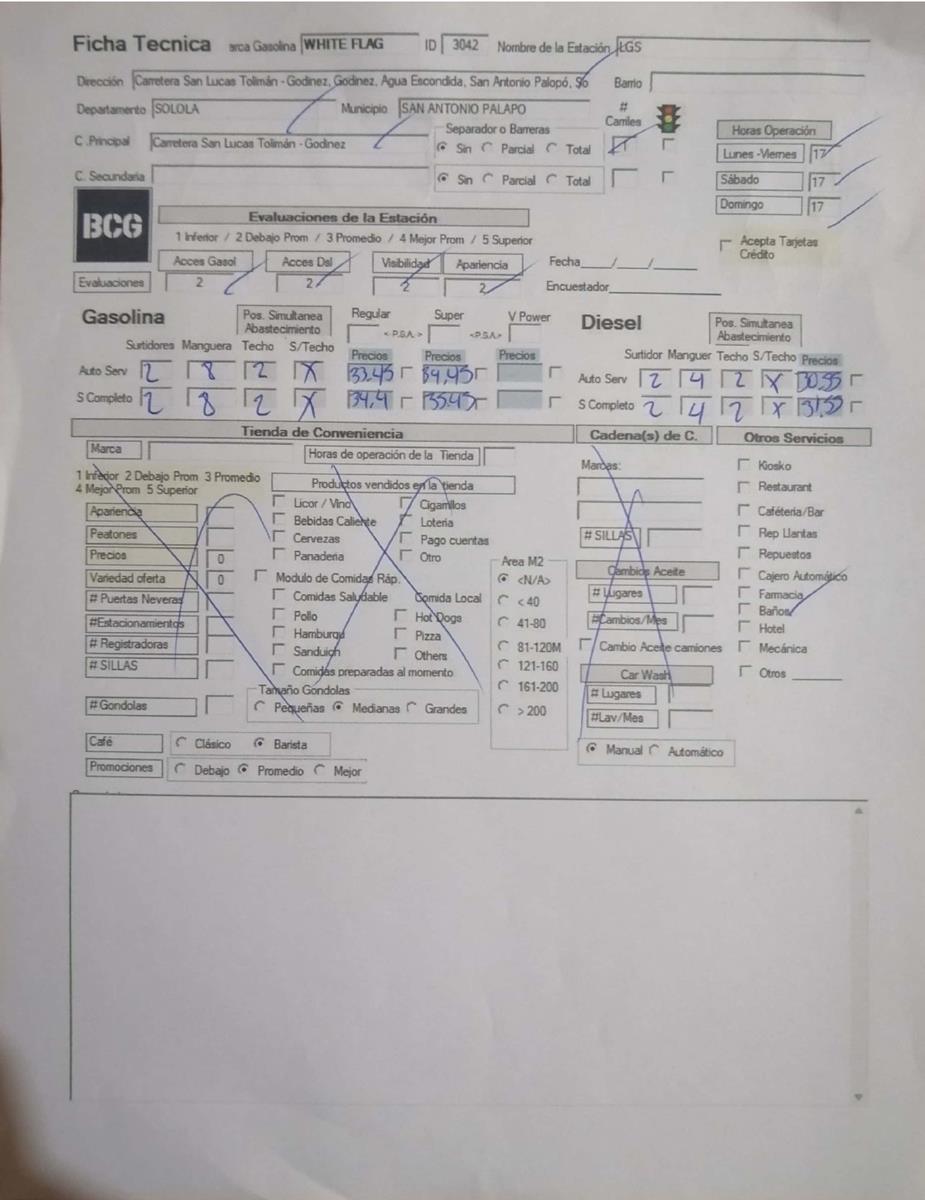 Ficha Tecnica arca Gasolina WHITE FLAG ID 3042 Nombre de la Estación LGS
Dirección Carretera San Lucas Tolimán - Godinez, Godinez, Agua Escondida, San Antonio Palopó, So Barrio
Departamento SOLOLA Municipio SAN ANTONIO PALAPO # Carriles
C .Principal Carretera San Lucas Tolimán - Godinez Separador o Barreras Sin Parcial Total
C. Secundaria Sin Parcial Total
Horas Operación
Lunes -Viernes 17
Sábado 17
Domingo 17
BCG
Evaluaciones de la Estación
1 Inferior / 2 Debajo Prom / 3 Promedio / 4 Mejor Prom / 5 Superior
Acepta Tarjetas Crédito
Acces Gasol Acces Dsl Visibilidad Apariencia Fecha___/___/____
Evaluaciones 2 2 2 2 Encuestador
Gasolina Pos. Simultanea Abastecimiento Regular Super V Power
<-P.S.A.-> <-P.S.A.->
Surtidores Manguera Techo S/Techo Precios Precios Precios
Auto Serv 2 8 2 X 33.45 34,45
S Completo 2 8 2 X 34,4 35.45
Diesel Pos. Simultanea Abastecimiento
Surtidor Manguer Techo S/Techo Precios
Auto Serv 2 4 2 X 30.55
S Completo 2 4 2 X 31.55
Tienda de Conveniencia
Marca Horas de operación de la Tienda
1 Inferior 2 Debajo Prom 3 Promedio
4 Mejor Prom 5 Superior
Productos vendidos en la tienda
Apariencia
Peatones
Precios 0
Variedad oferta 0
# Puertas Neveras
#Estacionamientos
# Registradoras
# SILLAS
#Gondolas
Licor / Vino Cigarrillos
Bebidas Caliente Loteria
Cervezas Pago cuentas
Panaderia Otro
Modulo de Comidas Ráp.
Comidas Saludable Comida Local
Pollo Hot Dogs
Hamburgu Pizza
Sanduich Others
Comidas preparadas al momento
Tamaño Gondolas
Pequeñas Medianas Grandes
Area M2
<N/A>
< 40
41-80
81-120M
121-160
161-200
> 200
Café Clásico Barista
Promociones Debajo Promedio Mejor
Cadena(s) de C.
Marcas:
# SILLAS
Cambios Aceite
# Lugares
#Cambios/Mes
Cambio Aceite camiones
Car Wash
# Lugares
#Lav/Mes
Manual Automático
Otros Servicios
Kiosko
Restaurant
Caféteria/Bar
Rep Llantas
Repuestos
Cajero Automático
Farmacia
Baños
Hotel
Mecánica
Otros